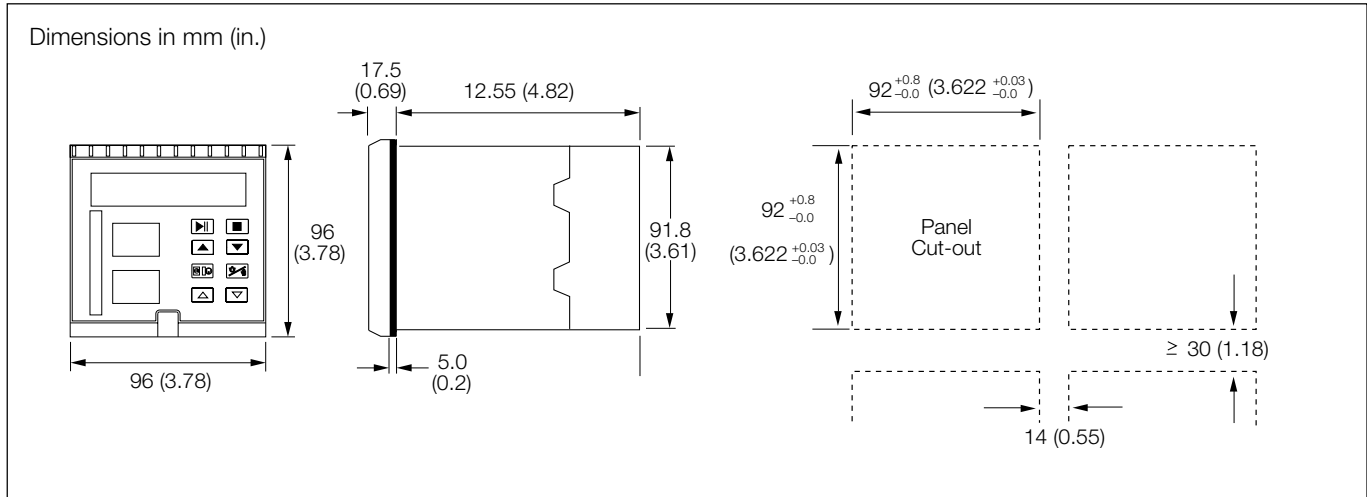 Dimensions in mm (in.)
17.5
(0.69)
12.55 (4.82)
92 +0.8 –0.0 (3.622 +0.03 –0.0)
96
(3.78)
91.8
(3.61)
92 +0.8 –0.0
(3.622 +0.03 –0.0)
Panel
Cut-out
≥ 30 (1.18)
5.0
(0.2)
96 (3.78)
14 (0.55)